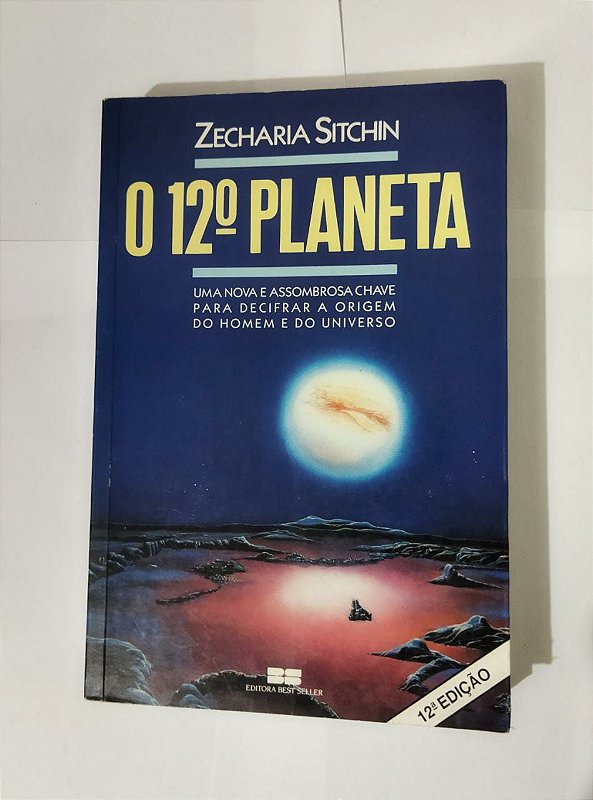 ZECHARIA SITCHIN
O 12º PLANETA
UMA NOVA E ASSOMBROSA CHAVE
PARA DECIFRAR A ORIGEM
DO HOMEM E DO UNIVERSO
BS
EDITORA BEST SELLER
12ª EDIÇÃO